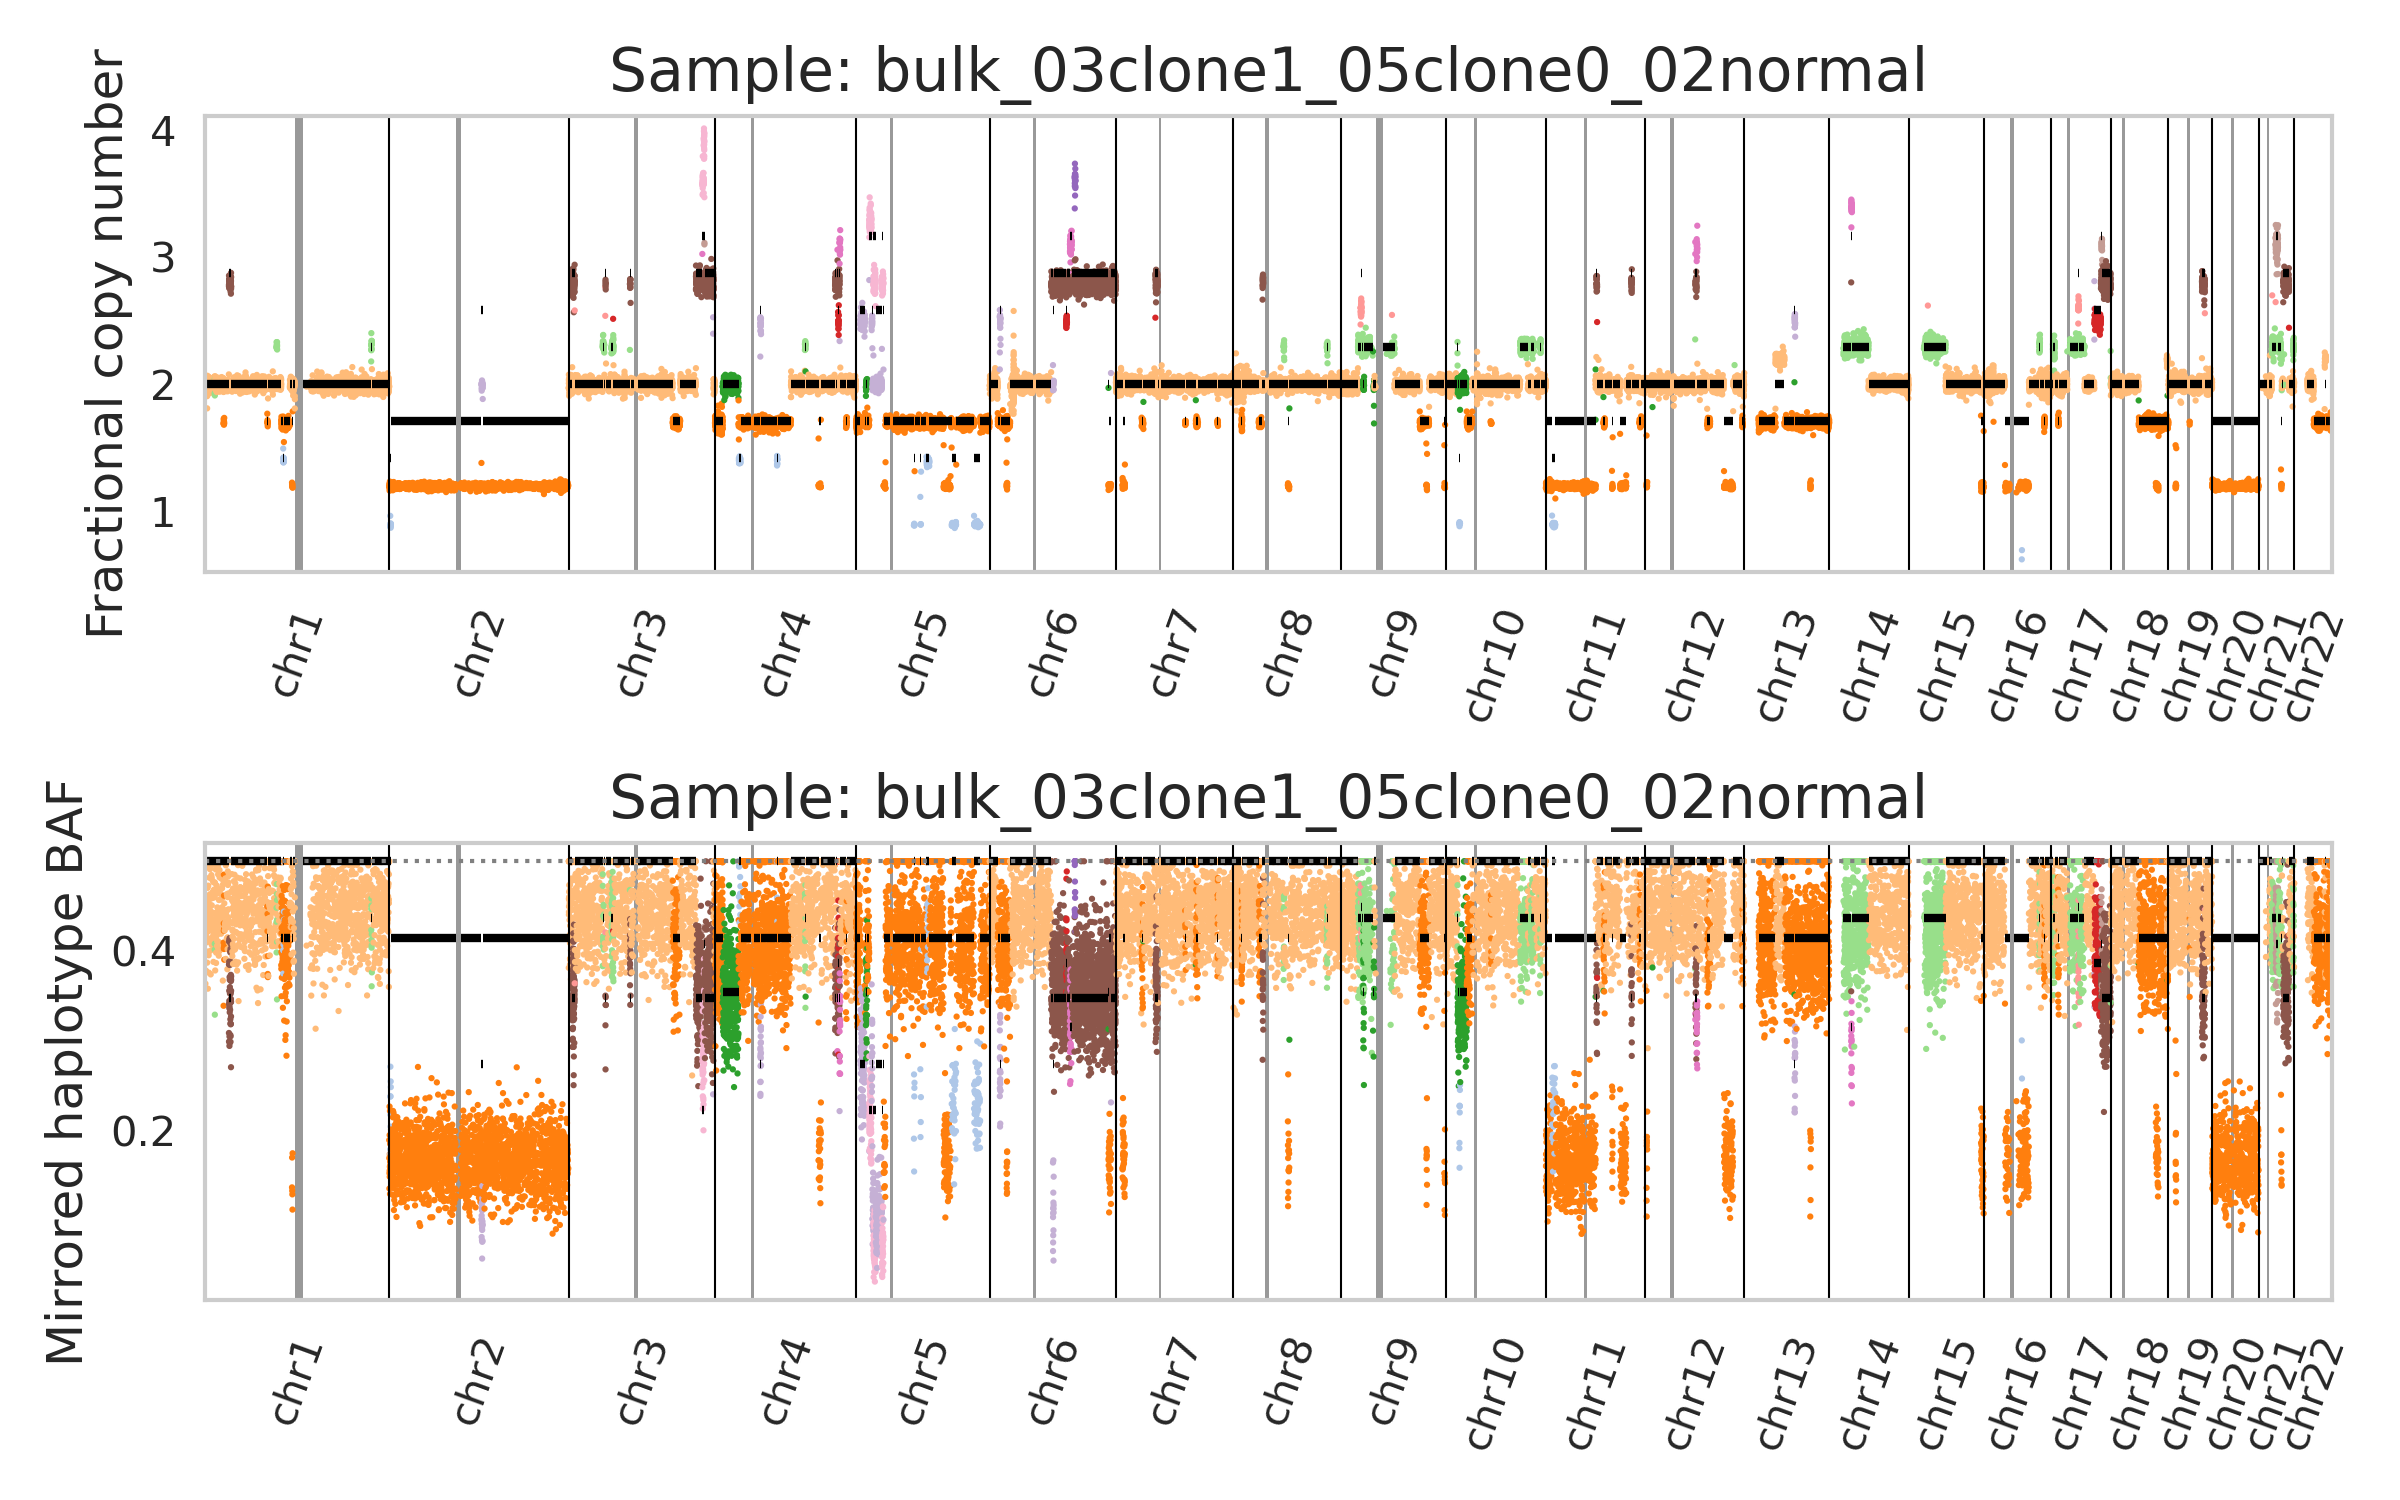 Sample: bulk_03clone1_05clone0_02normal
Fractional copy number
4
3
2
1
chr1
chr2
chr3
chr4
chr5
chr6
chr7
chr8
chr9
chr10
chr11
chr12
chr13
chr14
chr15
chr16
chr17
chr18
chr19
chr20
chr21
chr22
Sample: bulk_03clone1_05clone0_02normal
Mirrored haplotype BAF
0.4
0.2
chr1
chr2
chr3
chr4
chr5
chr6
chr7
chr8
chr9
chr10
chr11
chr12
chr13
chr14
chr15
chr16
chr17
chr18
chr19
chr20
chr21
chr22